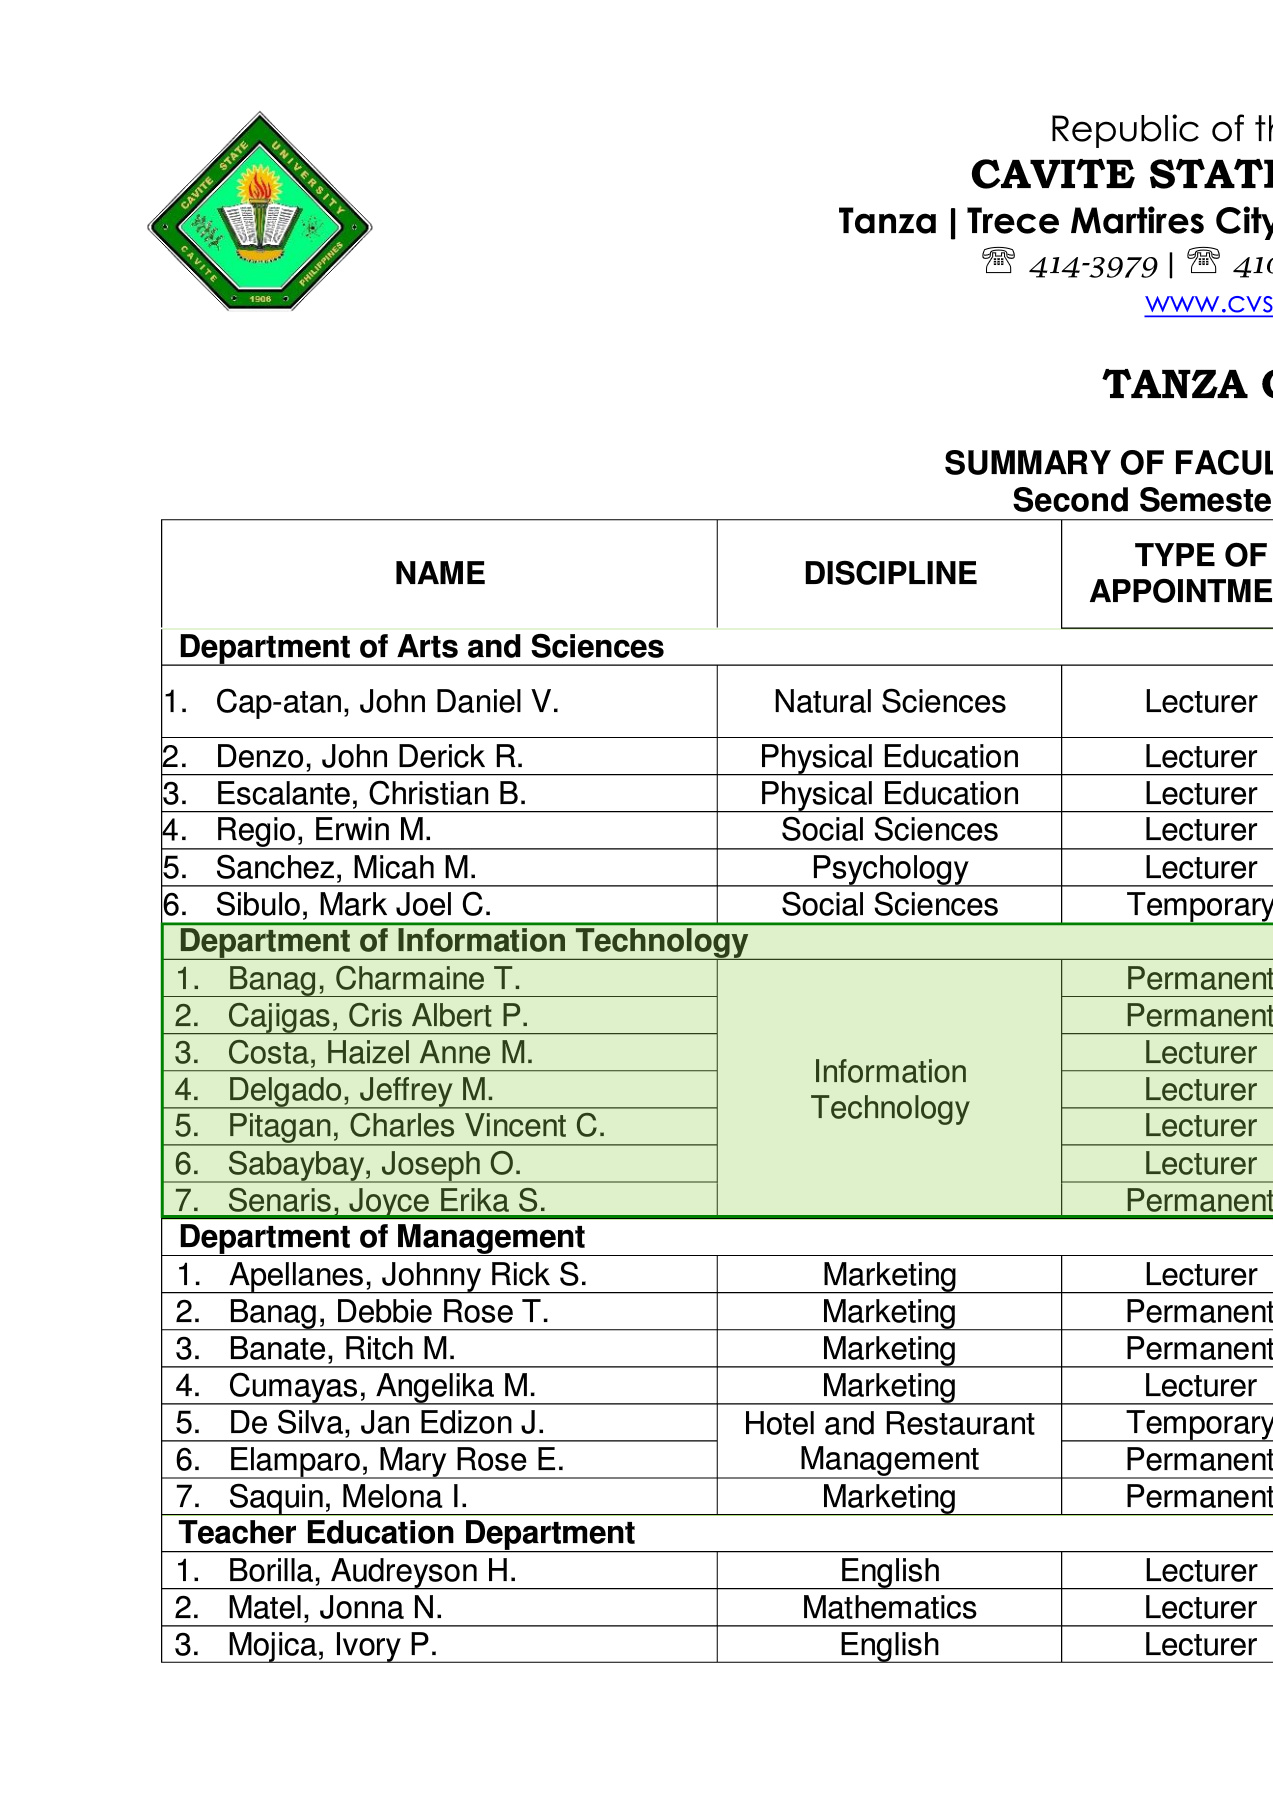 CAVITE STATE UNIVERSITY
CAVITE
PHILIPPINES
1906
Republic of th
CAVITE STATE
Tanza | Trece Martires City
☏ 414-3979 | ☏ 410
www.cvs
TANZA C
SUMMARY OF FACUL
Second Semeste
NAME DISCIPLINE TYPE OF
APPOINTME
Department of Arts and Sciences
1. Cap-atan, John Daniel V. Natural Sciences Lecturer
2. Denzo, John Derick R. Physical Education Lecturer
3. Escalante, Christian B. Physical Education Lecturer
4. Regio, Erwin M. Social Sciences Lecturer
5. Sanchez, Micah M. Psychology Lecturer
6. Sibulo, Mark Joel C. Social Sciences Temporary
Department of Information Technology
1. Banag, Charmaine T. Permanent
2. Cajigas, Cris Albert P. Permanent
3. Costa, Haizel Anne M. Lecturer
Information
4. Delgado, Jeffrey M. Lecturer
Technology
5. Pitagan, Charles Vincent C. Lecturer
6. Sabaybay, Joseph O. Lecturer
7. Senaris, Joyce Erika S. Permanent
Department of Management
1. Apellanes, Johnny Rick S. Marketing Lecturer
2. Banag, Debbie Rose T. Marketing Permanent
3. Banate, Ritch M. Marketing Permanent
4. Cumayas, Angelika M. Marketing Lecturer
5. De Silva, Jan Edizon J. Hotel and Restaurant Temporary
6. Elamparo, Mary Rose E. Management Permanent
7. Saquin, Melona I. Marketing Permanent
Teacher Education Department
1. Borilla, Audreyson H. English Lecturer
2. Matel, Jonna N. Mathematics Lecturer
3. Mojica, Ivory P. English Lecturer